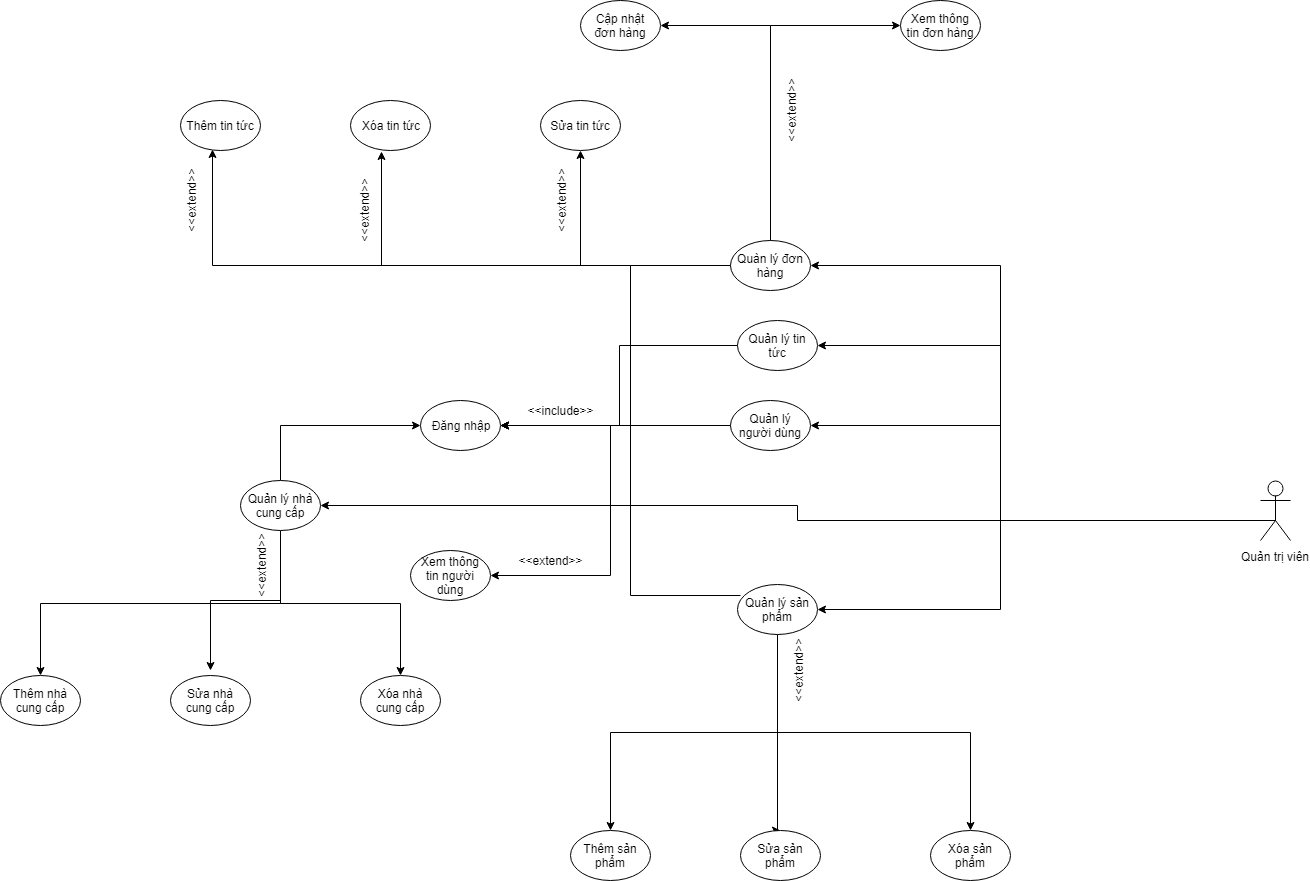 Cập nhật
đơn hàng
Xem thông
tin đơn hàng
<<extend>>
Thêm tin tức
Xóa tin tức
Sửa tin tức
<<extend>>
<<extend>>
<<extend>>
Quản lý đơn
hàng
Quản lý tin
tức
<<include>>
Đăng nhập
Quản lý
người dùng
Quản lý nhà
cung cấp
<<extend>>
Xem thông
tin người
dùng
<<extend>>
Quản trị viên
Quản lý sản
phẩm
<<extend>>
Thêm nhà
cung cấp
Sửa nhà
cung cấp
Xóa nhà
cung cấp
Thêm sản
phẩm
Sửa sản
phẩm
Xóa sản
phẩm